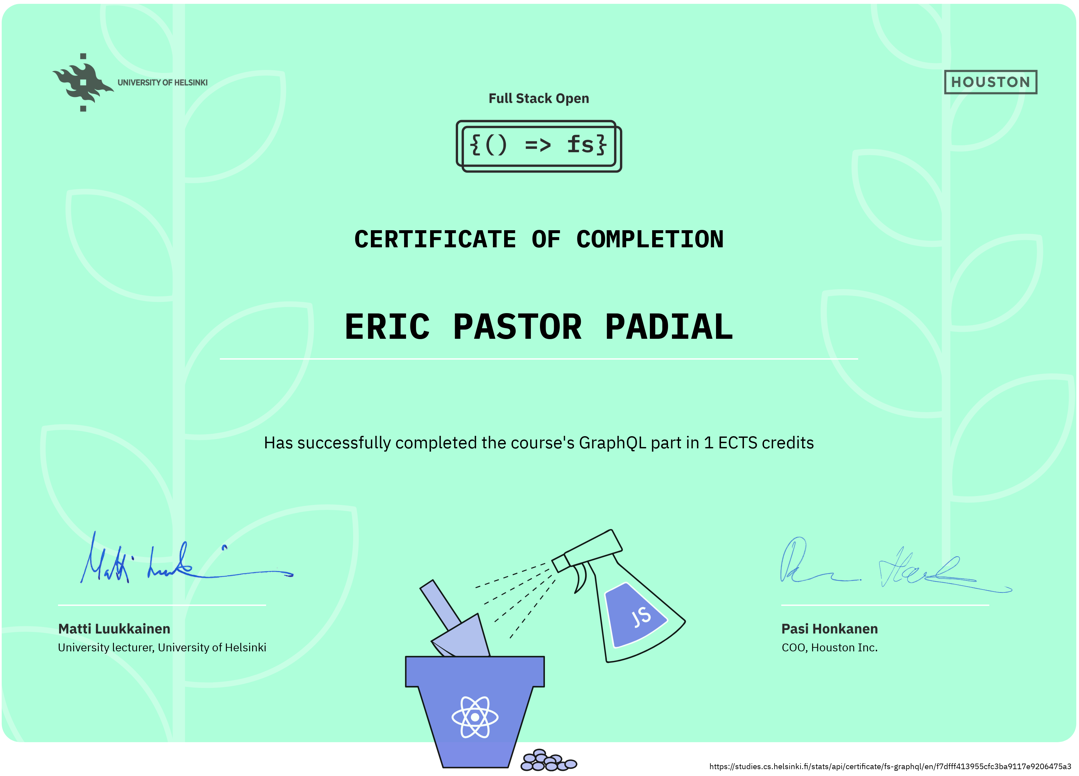 UNIVERSITY OF HELSINKI
HOUSTON
Full Stack Open
{() => fs}
CERTIFICATE OF COMPLETION
ERIC PASTOR PADIAL
Has successfully completed the course's GraphQL part in 1 ECTS credits
JS
Matti Luukkainen
University lecturer, University of Helsinki
Pasi Honkanen
COO, Houston Inc.
https://studies.cs.helsinki.fi/stats/api/certificate/fs-graphql/en/f7dfff413955cfc3ba9117e9206475a3